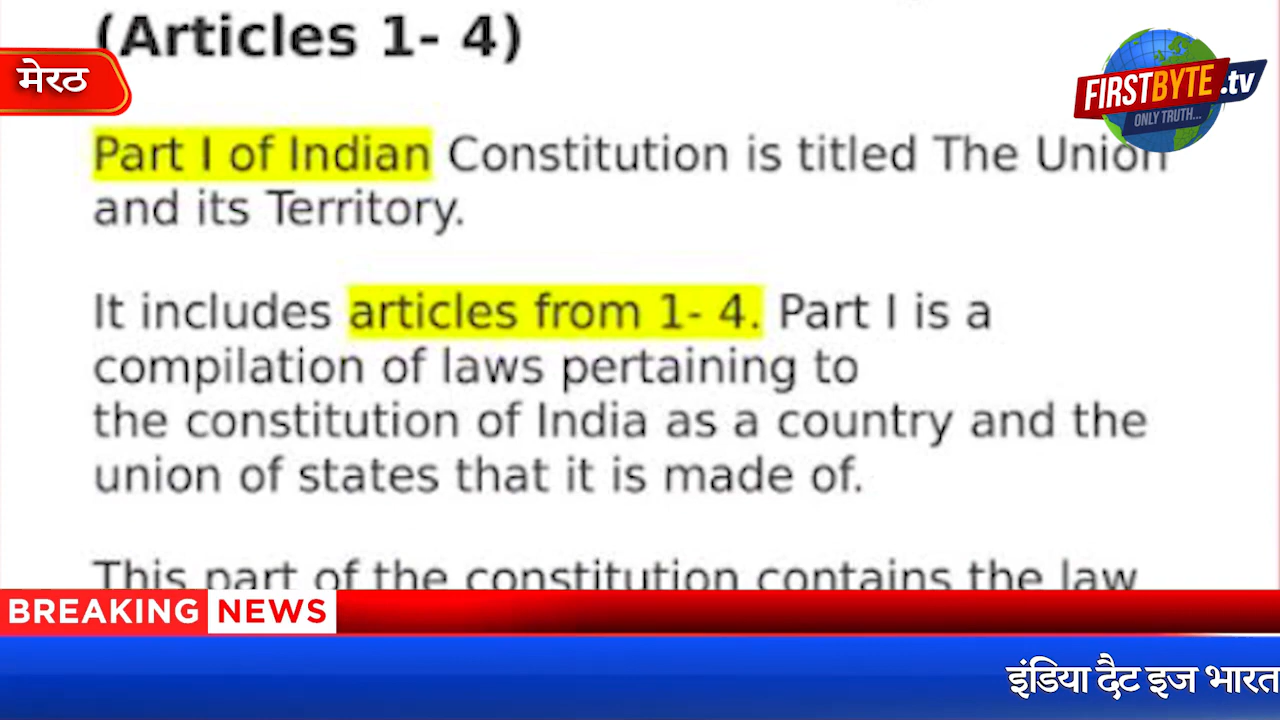 (Articles 1- 4)
मेरठ
FIRSTBYTE.tv
ONLY TRUTH...
Part I of Indian Constitution is titled The Union
and its Territory.
It includes articles from 1- 4. Part I is a
compilation of laws pertaining to
the constitution of India as a country and the
union of states that it is made of.
This part of the constitution contains the law
BREAKING NEWS
इंडिया दैट इज भारत